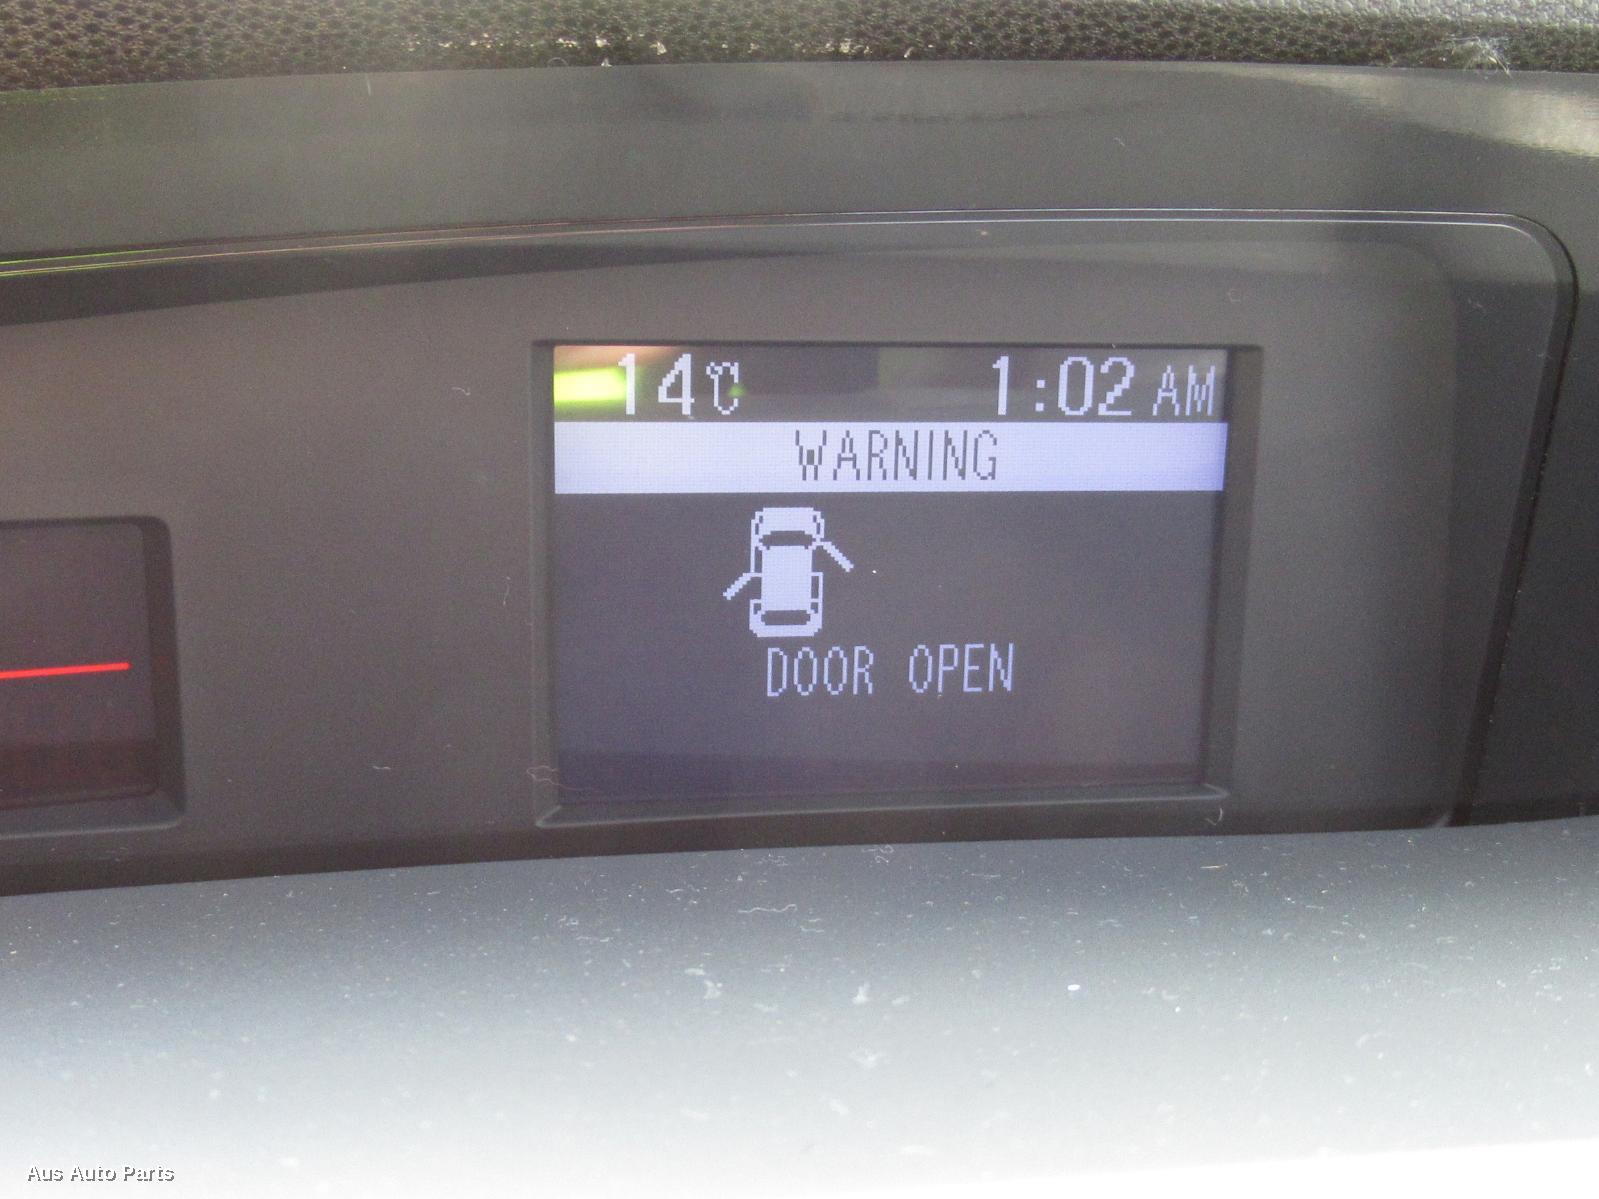 14℃ 1:02 AM
WARNING
DOOR OPEN
Aus Auto Parts